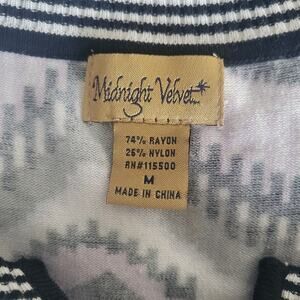 Midnight Velvet
74% RAYON
26% NYLON
RN#115500
M
MADE IN CHINA